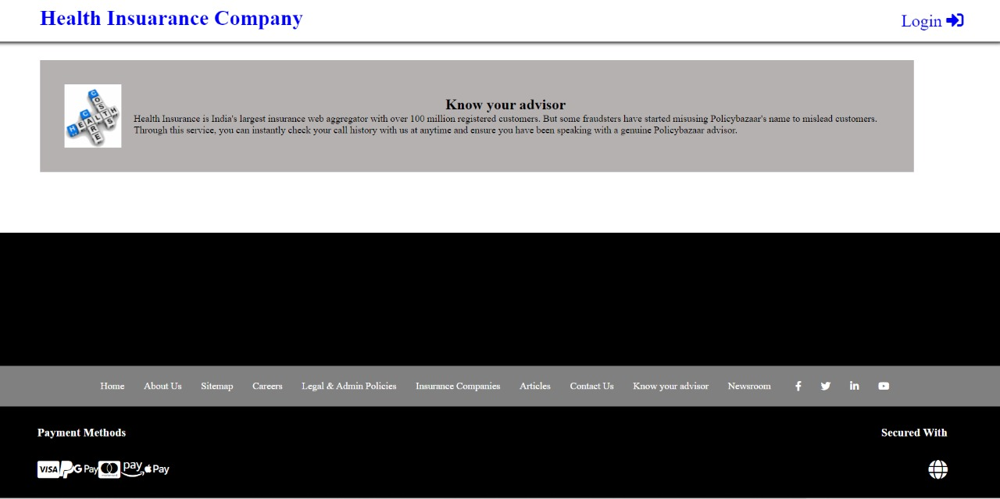 Health Insuarance Company
Login
COSTS
HEALTH
CARE
Know your advisor
Health Insurance is India's largest insurance web aggregator with over 100 million registered customers. But some fraudsters have started misusing Policybazaar's name to mislead customers.
Through this service, you can instantly check your call history with us at anytime and ensure you have been speaking with a genuine Policybazaar advisor.
Home About Us Sitemap Careers Legal & Admin Policies Insurance Companies Articles Contact Us Know your advisor Newsroom
Payment Methods
Secured With
VISA G Pay pay Pay